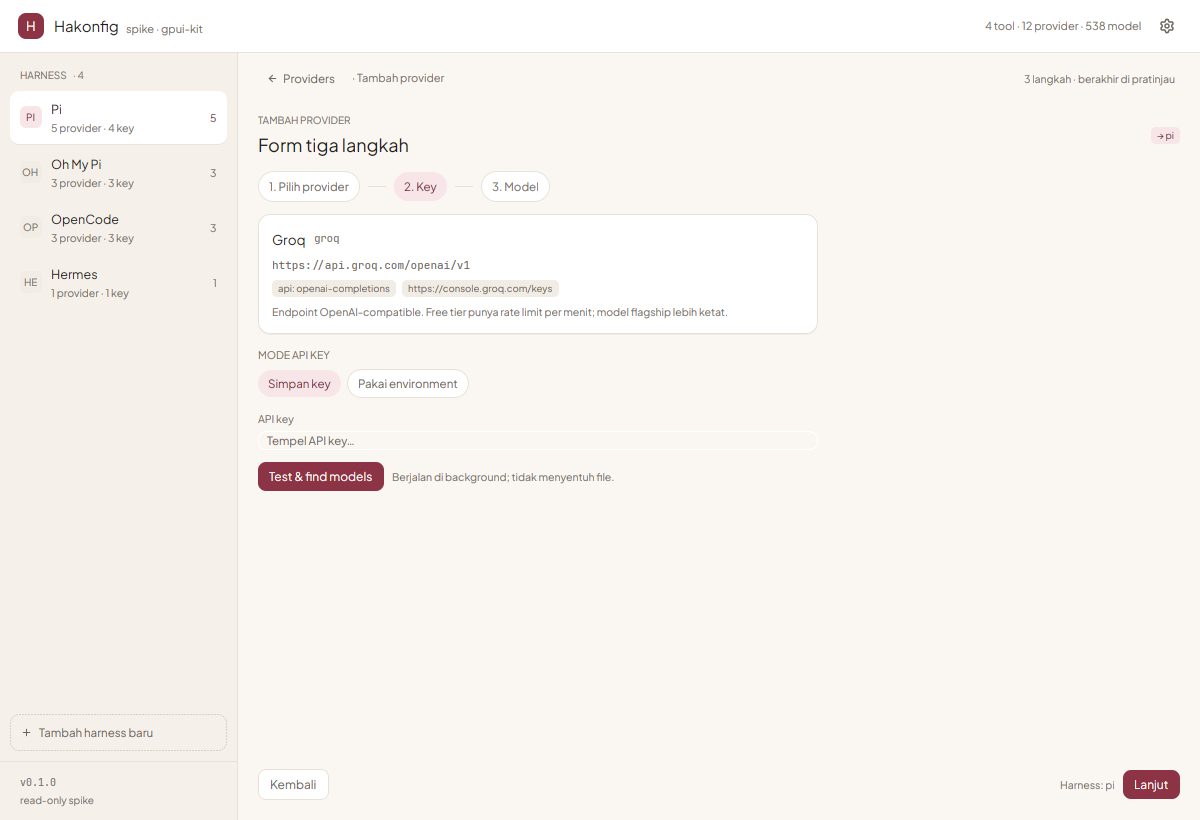 H Hakonfig spike · gpui-kit
4 tool · 12 provider · 538 model
HARNESS · 4
PI Pi 5
5 provider · 4 key
OH Oh My Pi 3
3 provider · 3 key
OP OpenCode 3
3 provider · 3 key
HE Hermes 1
1 provider · 1 key
+ Tambah harness baru
v0.1.0
read-only spike
← Providers · Tambah provider
3 langkah · berakhir di pratinjau
TAMBAH PROVIDER
Form tiga langkah
→ pi
1. Pilih provider
2. Key
3. Model
Groq groq
https://api.groq.com/openai/v1
api: openai-completions https://console.groq.com/keys
Endpoint OpenAI-compatible. Free tier punya rate limit per menit; model flagship lebih ketat.
MODE API KEY
Simpan key Pakai environment
API key
Tempel API key…
Test & find models Berjalan di background; tidak menyentuh file.
Kembali
Harness: pi Lanjut